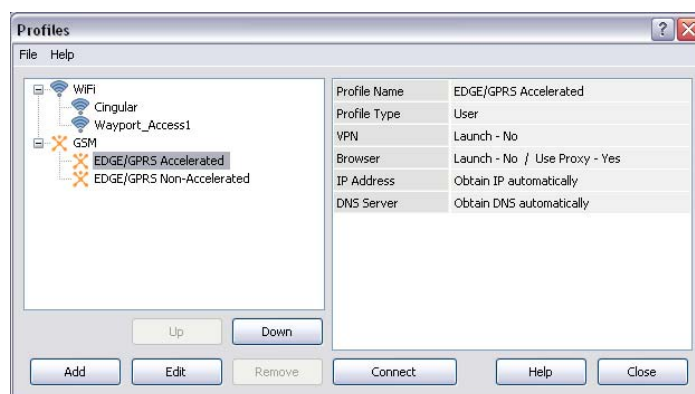 Profiles
File Help
WiFi
Cingular
Wayport_Access1
GSM
EDGE/GPRS Accelerated
EDGE/GPRS Non-Accelerated
Profile Name EDGE/GPRS Accelerated
Profile Type User
VPN Launch - No
Browser Launch - No / Use Proxy - Yes
IP Address Obtain IP automatically
DNS Server Obtain DNS automatically
Up Down
Add Edit Remove Connect Help Close